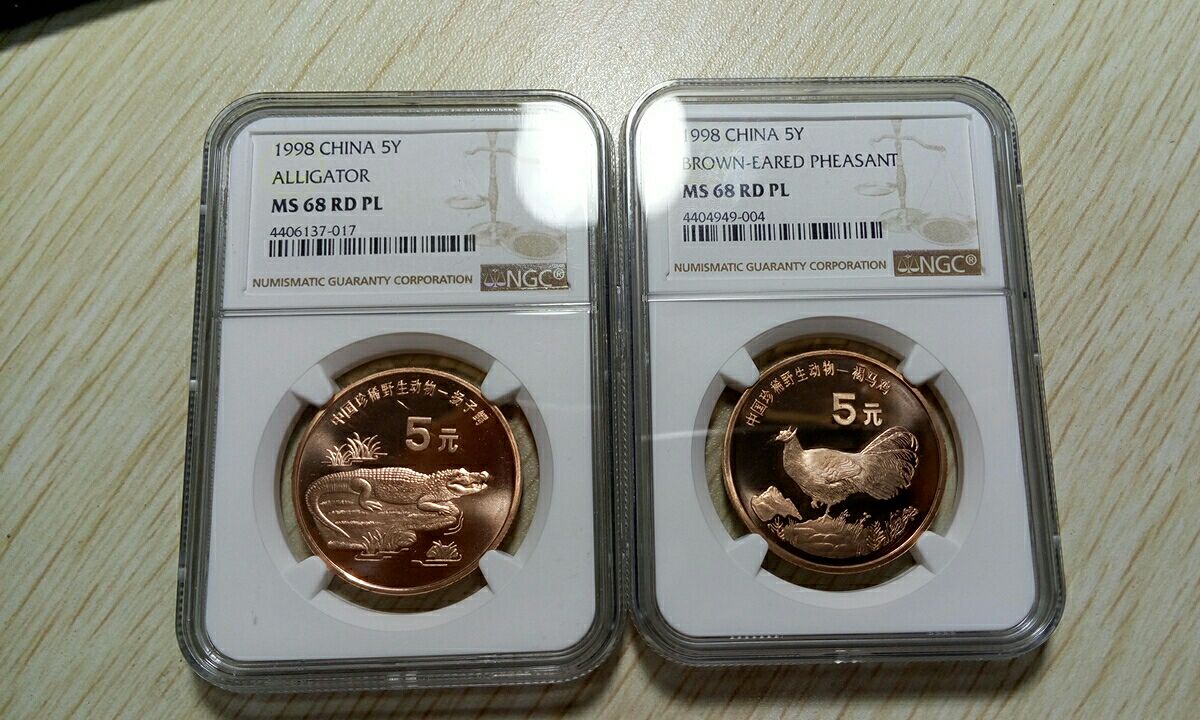 1998 CHINA 5Y
ALLIGATOR
MS 68 RD PL
4406137-017
NUMISMATIC GUARANTY CORPORATION
NGC®
中国珍稀野生动物—扬子鳄
5元
1998 CHINA 5Y
BROWN-EARED PHEASANT
MS 68 RD PL
4404949-004
NUMISMATIC GUARANTY CORPORATION
NGC®
中国珍稀野生动物—褐马鸡
5元